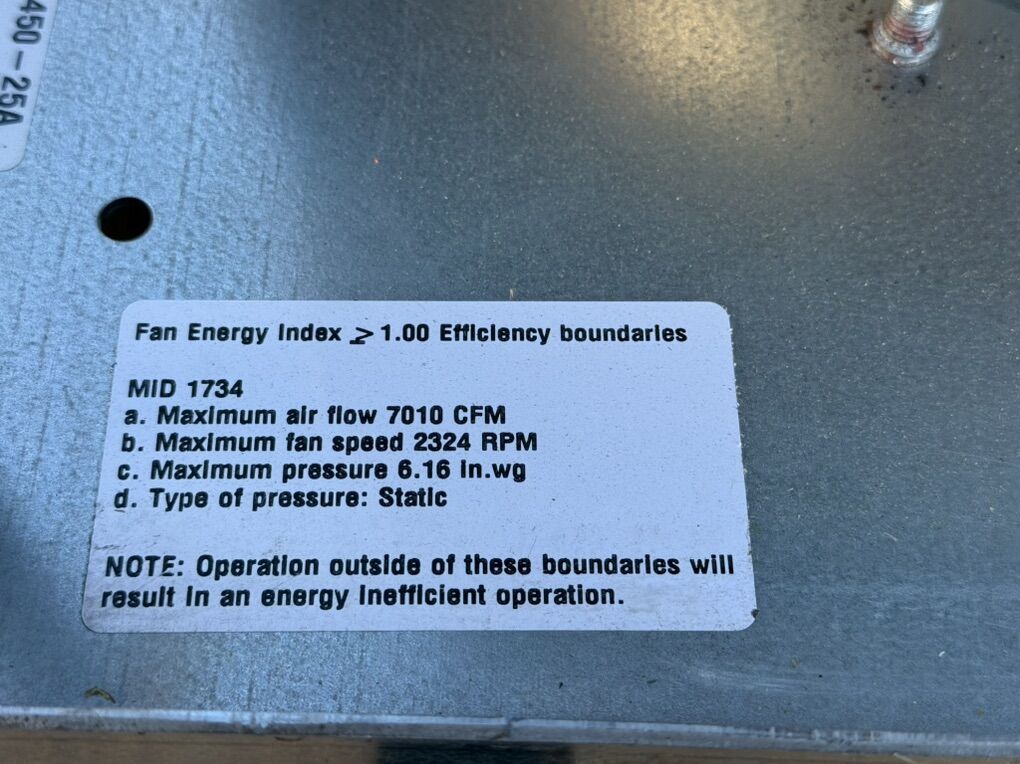 450-25A
Fan Energy Index ≥ 1.00 Efficiency boundaries
MID 1734
a. Maximum air flow 7010 CFM
b. Maximum fan speed 2324 RPM
c. Maximum pressure 6.16 in.wg
d. Type of pressure: Static
NOTE: Operation outside of these boundaries will
result in an energy inefficient operation.